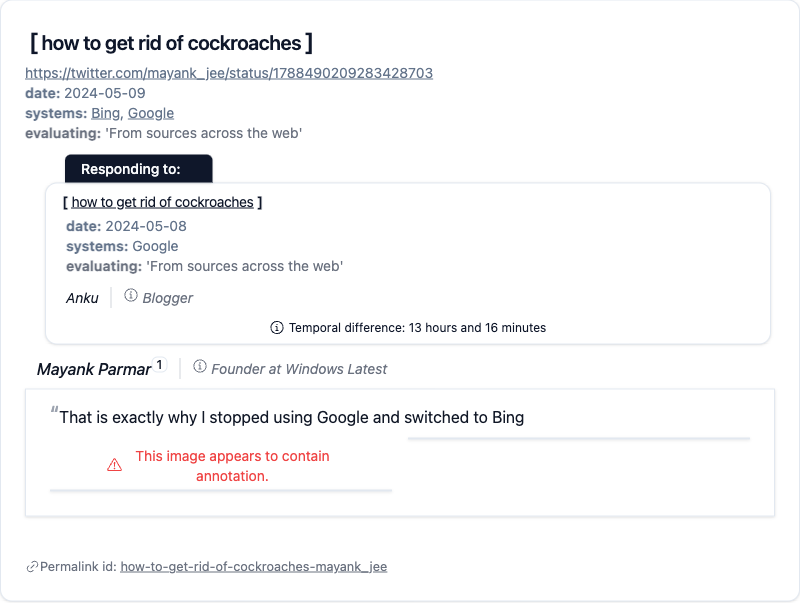 [ how to get rid of cockroaches ]
https://twitter.com/mayank_jee/status/1788490209283428703
date: 2024-05-09
systems: Bing, Google
evaluating: 'From sources across the web'
Responding to:
[ how to get rid of cockroaches ]
date: 2024-05-08
systems: Google
evaluating: 'From sources across the web'
Anku | Blogger
Temporal difference: 13 hours and 16 minutes
Mayank Parmar 1 | Founder at Windows Latest
“That is exactly why I stopped using Google and switched to Bing
This image appears to contain
annotation.
Permalink id: how-to-get-rid-of-cockroaches-mayank_jee